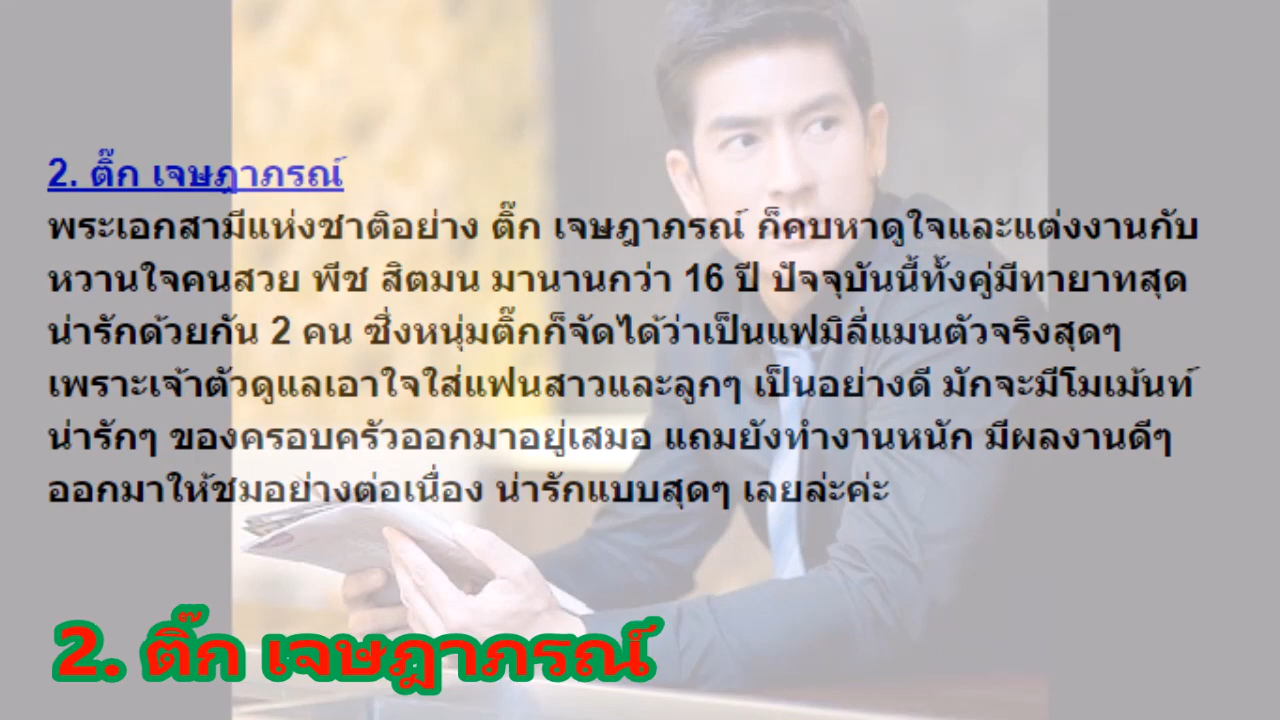 2. ติ๊ก เจษฎาภรณ์
พระเอกสามีแห่งชาติอย่าง ติ๊ก เจษฎาภรณ์ ก็คบหาดูใจและแต่งงานกับ
หวานใจคนสวย พีช สิตมน มานานกว่า 16 ปี ปัจจุบันนี้ทั้งคู่มีทายาทสุด
น่ารักด้วยกัน 2 คน ซึ่งหนุ่มติ๊กก็จัดได้ว่าเป็นแฟมิลี่แมนตัวจริงสุดๆ
เพราะเจ้าตัวดูแลเอาใจใส่แฟนสาวและลูกๆ เป็นอย่างดี มักจะมีโมเม้นท์
น่ารักๆ ของครอบครัวออกมาอยู่เสมอ แถมยังทำงานหนัก มีผลงานดีๆ
ออกมาให้ชมอย่างต่อเนื่อง น่ารักแบบสุดๆ เลยล่ะค่ะ
2. ติ๊ก เจษฎาภรณ์